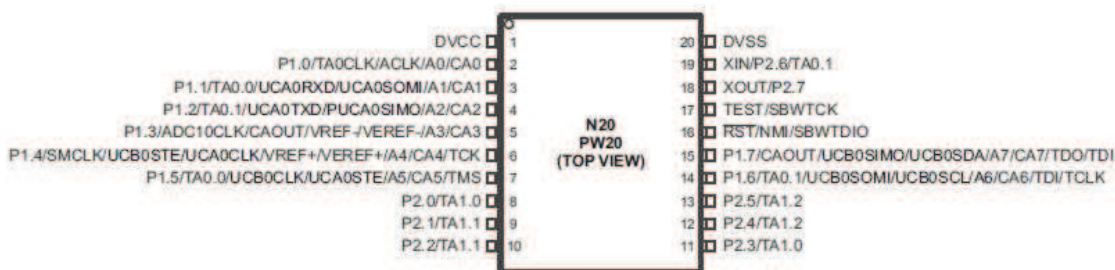 DVCC 1 20 DVSS
P1.0/TA0CLK/ACLK/A0/CA0 2 19 XIN/P2.6/TA0.1
P1.1/TA0.0/UCA0RXD/UCA0SOMI/A1/CA1 3 18 XOUT/P2.7
P1.2/TA0.1/UCA0TXD/PUCA0SIMO/A2/CA2 4 17 TEST/SBWTCK
P1.3/ADC10CLK/CAOUT/VREF-/VEREF-/A3/CA3 5 16 RST/NMI/SBWTDIO
P1.4/SMCLK/UCB0STE/UCA0CLK/VREF+/VEREF+/A4/CA4/TCK 6 15 P1.7/CAOUT/UCB0SIMO/UCB0SDA/A7/CA7/TDO/TDI
P1.5/TA0.0/UCB0CLK/UCA0STE/A5/CA5/TMS 7 14 P1.6/TA0.1/UCB0SOMI/UCB0SCL/A6/CA6/TDI/TCLK
P2.0/TA1.0 8 13 P2.5/TA1.2
P2.1/TA1.1 9 12 P2.4/TA1.2
P2.2/TA1.1 10 11 P2.3/TA1.0
N20
PW20
(TOP VIEW)